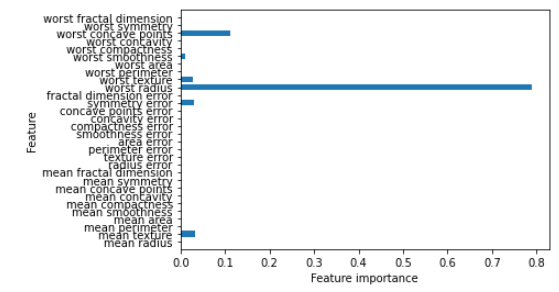 worst fractal dimension
worst symmetry
worst concave points
worst concavity
worst compactness
worst smoothness
worst area
worst perimeter
worst texture
worst radius
fractal dimension error
symmetry error
concave points error
concavity error
compactness error
smoothness error
area error
perimeter error
texture error
radius error
mean fractal dimension
mean symmetry
mean concave points
mean concavity
mean compactness
mean smoothness
mean area
mean perimeter
mean texture
mean radius
Feature
0.0 0.1 0.2 0.3 0.4 0.5 0.6 0.7 0.8
Feature importance